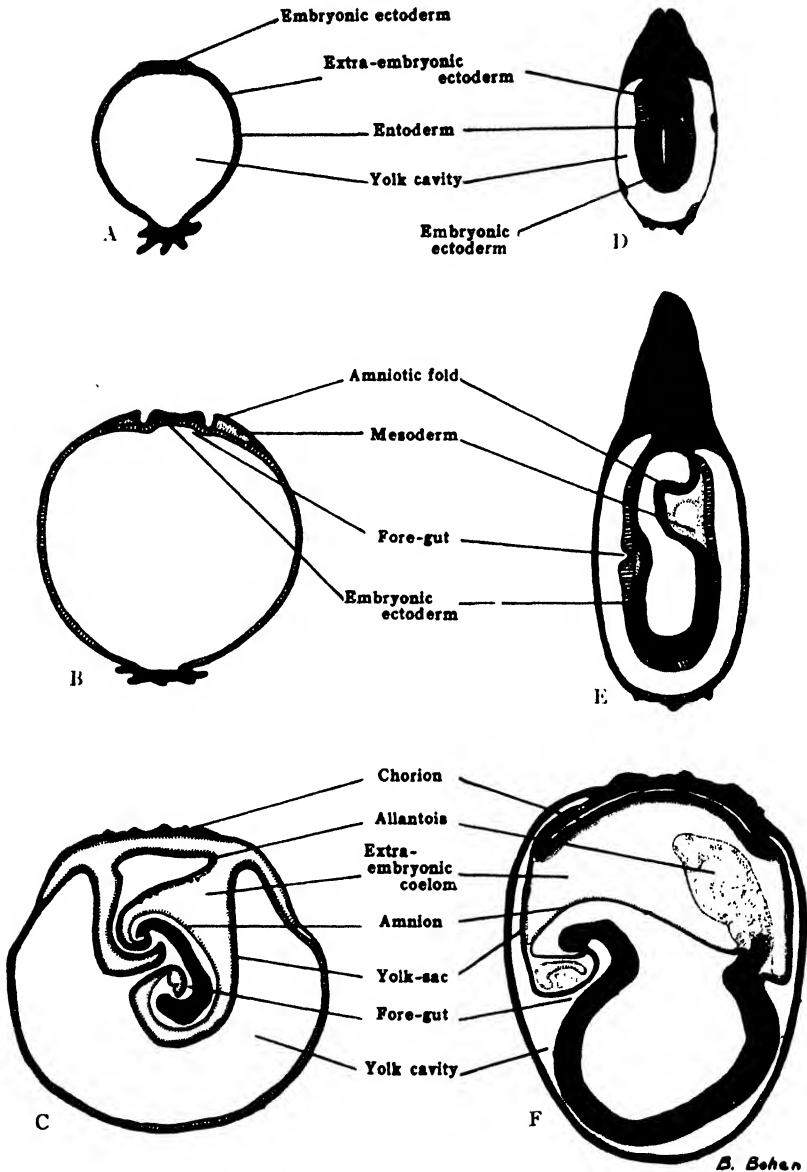 Embryonic ectoderm
Extra-embryonic
ectoderm
Entoderm
Yolk cavity
Embryonic
ectoderm
A
D
Amniotic fold
Mesoderm
Fore-gut
Embryonic
ectoderm
B
E
Chorion
Allantois
Extra-
embryonic
coelom
Amnion
Yolk-sac
Fore-gut
Yolk cavity
C
F
B. Bohen